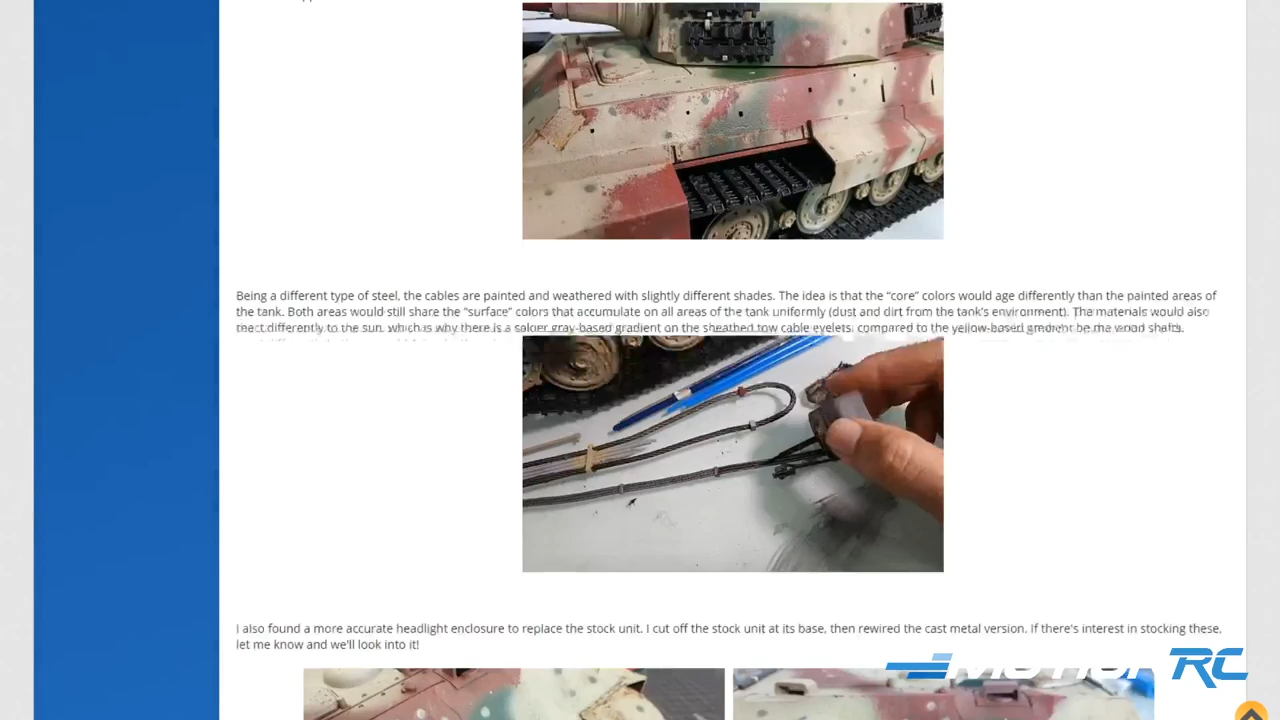 Being a different type of steel, the cables are painted and weathered with slightly different shades. The idea is that the “core” colors would age differently than the painted areas of
the tank. Both areas would still share the “surface” colors that accumulate on all areas of the tank uniformly (dust and dirt from the tank's environment). The materials would also
react differently to the sun, which is why there is a gray-based gradient on the sheathed tow cable eyelets, compared to the yellow-based
I also found a more accurate headlight enclosure to replace the stock unit. I cut off the stock unit at its base, then rewired the cast metal version. If there's interest in stocking these,
let me know and we'll look into it!
MOTION RC